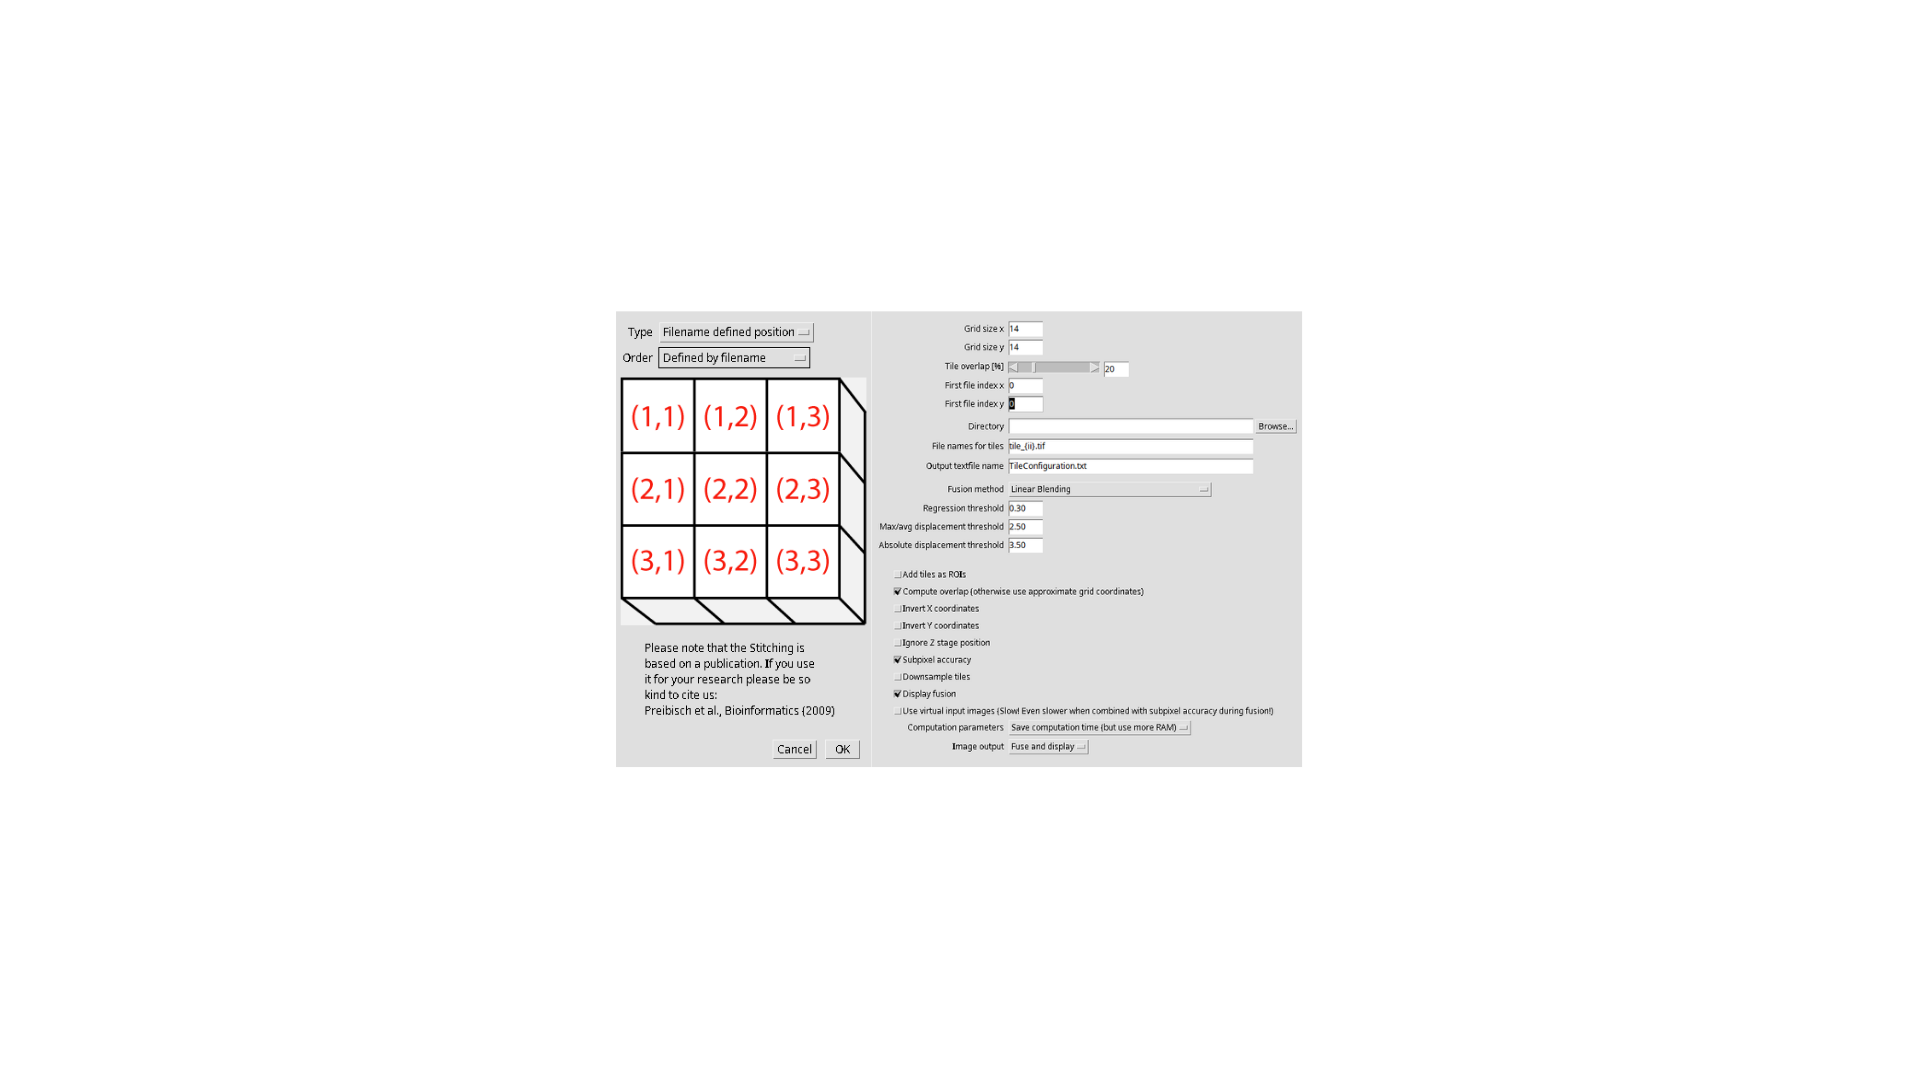 Type Filename defined position
Order Defined by filename
(1,1) (1,2) (1,3)
(2,1) (2,2) (2,3)
(3,1) (3,2) (3,3)
Please note that the Stitching is
based on a publication. If you use
it for your research please be so
kind to cite us:
Preibisch et al., Bioinformatics (2009)
Cancel OK
Grid size x 14
Grid size y 14
Tile overlap [%] 20
First file index x 0
First file index y 0
Directory Browse...
File names for tiles tile_{ii}.tif
Output textfile name TileConfiguration.txt
Fusion method Linear Blending
Regression threshold 0.30
Max/avg displacement threshold 2.50
Absolute displacement threshold 3.50
Add tiles as ROIs
Compute overlap (otherwise use approximate grid coordinates)
Invert X coordinates
Invert Y coordinates
Ignore Z stage position
Subpixel accuracy
Downsample tiles
Display fusion
Use virtual input images (Slow! Even slower when combined with subpixel accuracy during fusion!)
Computation parameters Save computation time (but use more RAM)
Image output Fuse and display